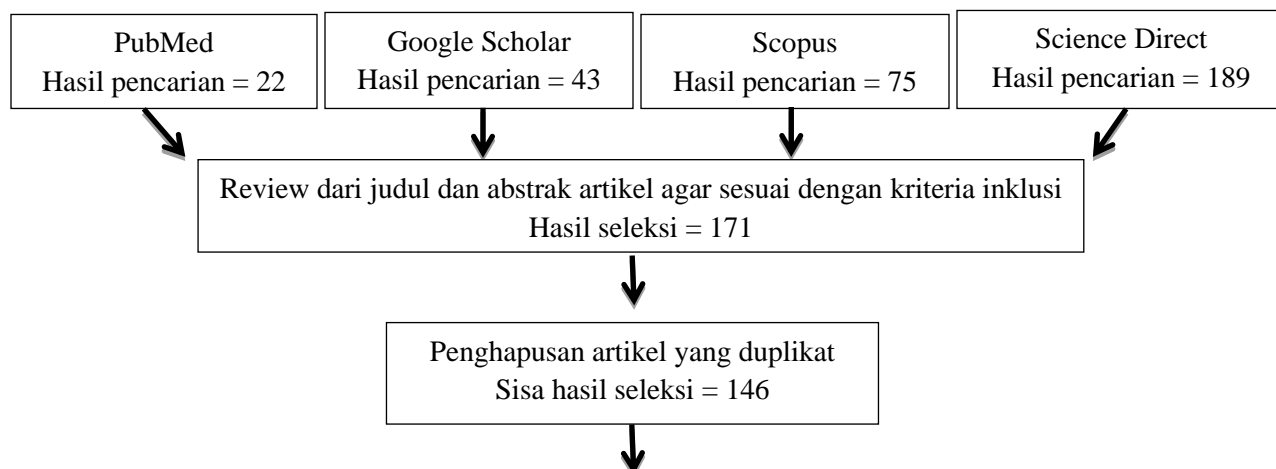 PubMed
Hasil pencarian = 22
Google Scholar
Hasil pencarian = 43
Scopus
Hasil pencarian = 75
Science Direct
Hasil pencarian = 189
Review dari judul dan abstrak artikel agar sesuai dengan kriteria inklusi
Hasil seleksi = 171
Penghapusan artikel yang duplikat
Sisa hasil seleksi = 146